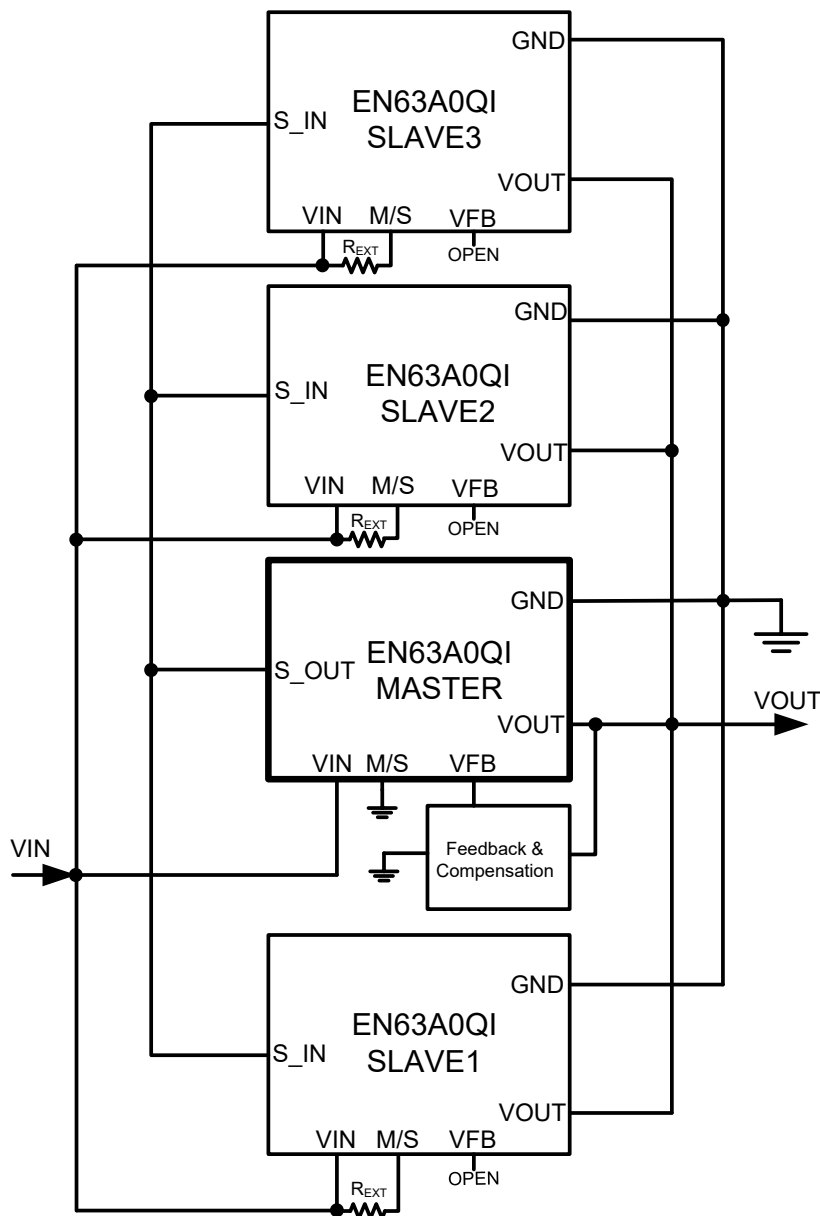 GND
EN63A0QI
SLAVE3
S_IN
VOUT
VIN M/S VFB
REXT
OPEN
GND
EN63A0QI
SLAVE2
S_IN
VOUT
VIN M/S VFB
REXT
OPEN
GND
EN63A0QI
MASTER
S_OUT
VOUT
VOUT
VIN M/S VFB
VIN
Feedback &
Compensation
GND
EN63A0QI
SLAVE1
S_IN
VOUT
VIN M/S VFB
REXT
OPEN